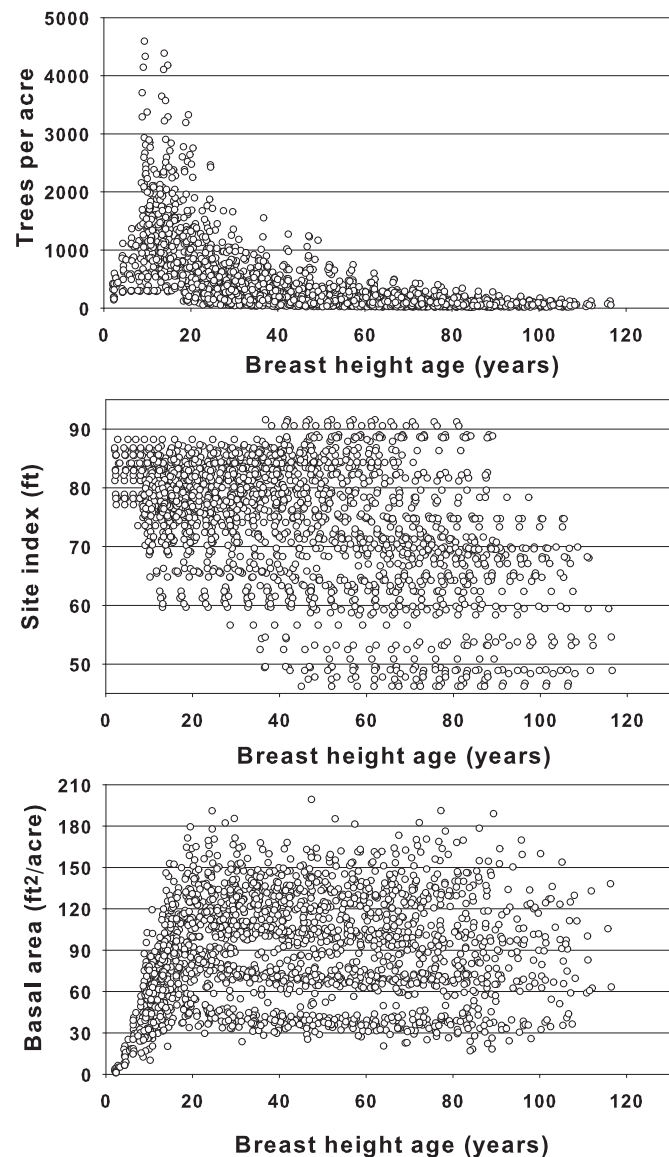 5000
4000
3000
2000
1000
0
Trees per acre
0 20 40 60 80 100 120
Breast height age (years)
90
80
70
60
50
Site index (ft)
0 20 40 60 80 100 120
Breast height age (years)
210
180
150
120
90
60
30
0
Basal area (ft2/acre)
0 20 40 60 80 100 120
Breast height age (years)